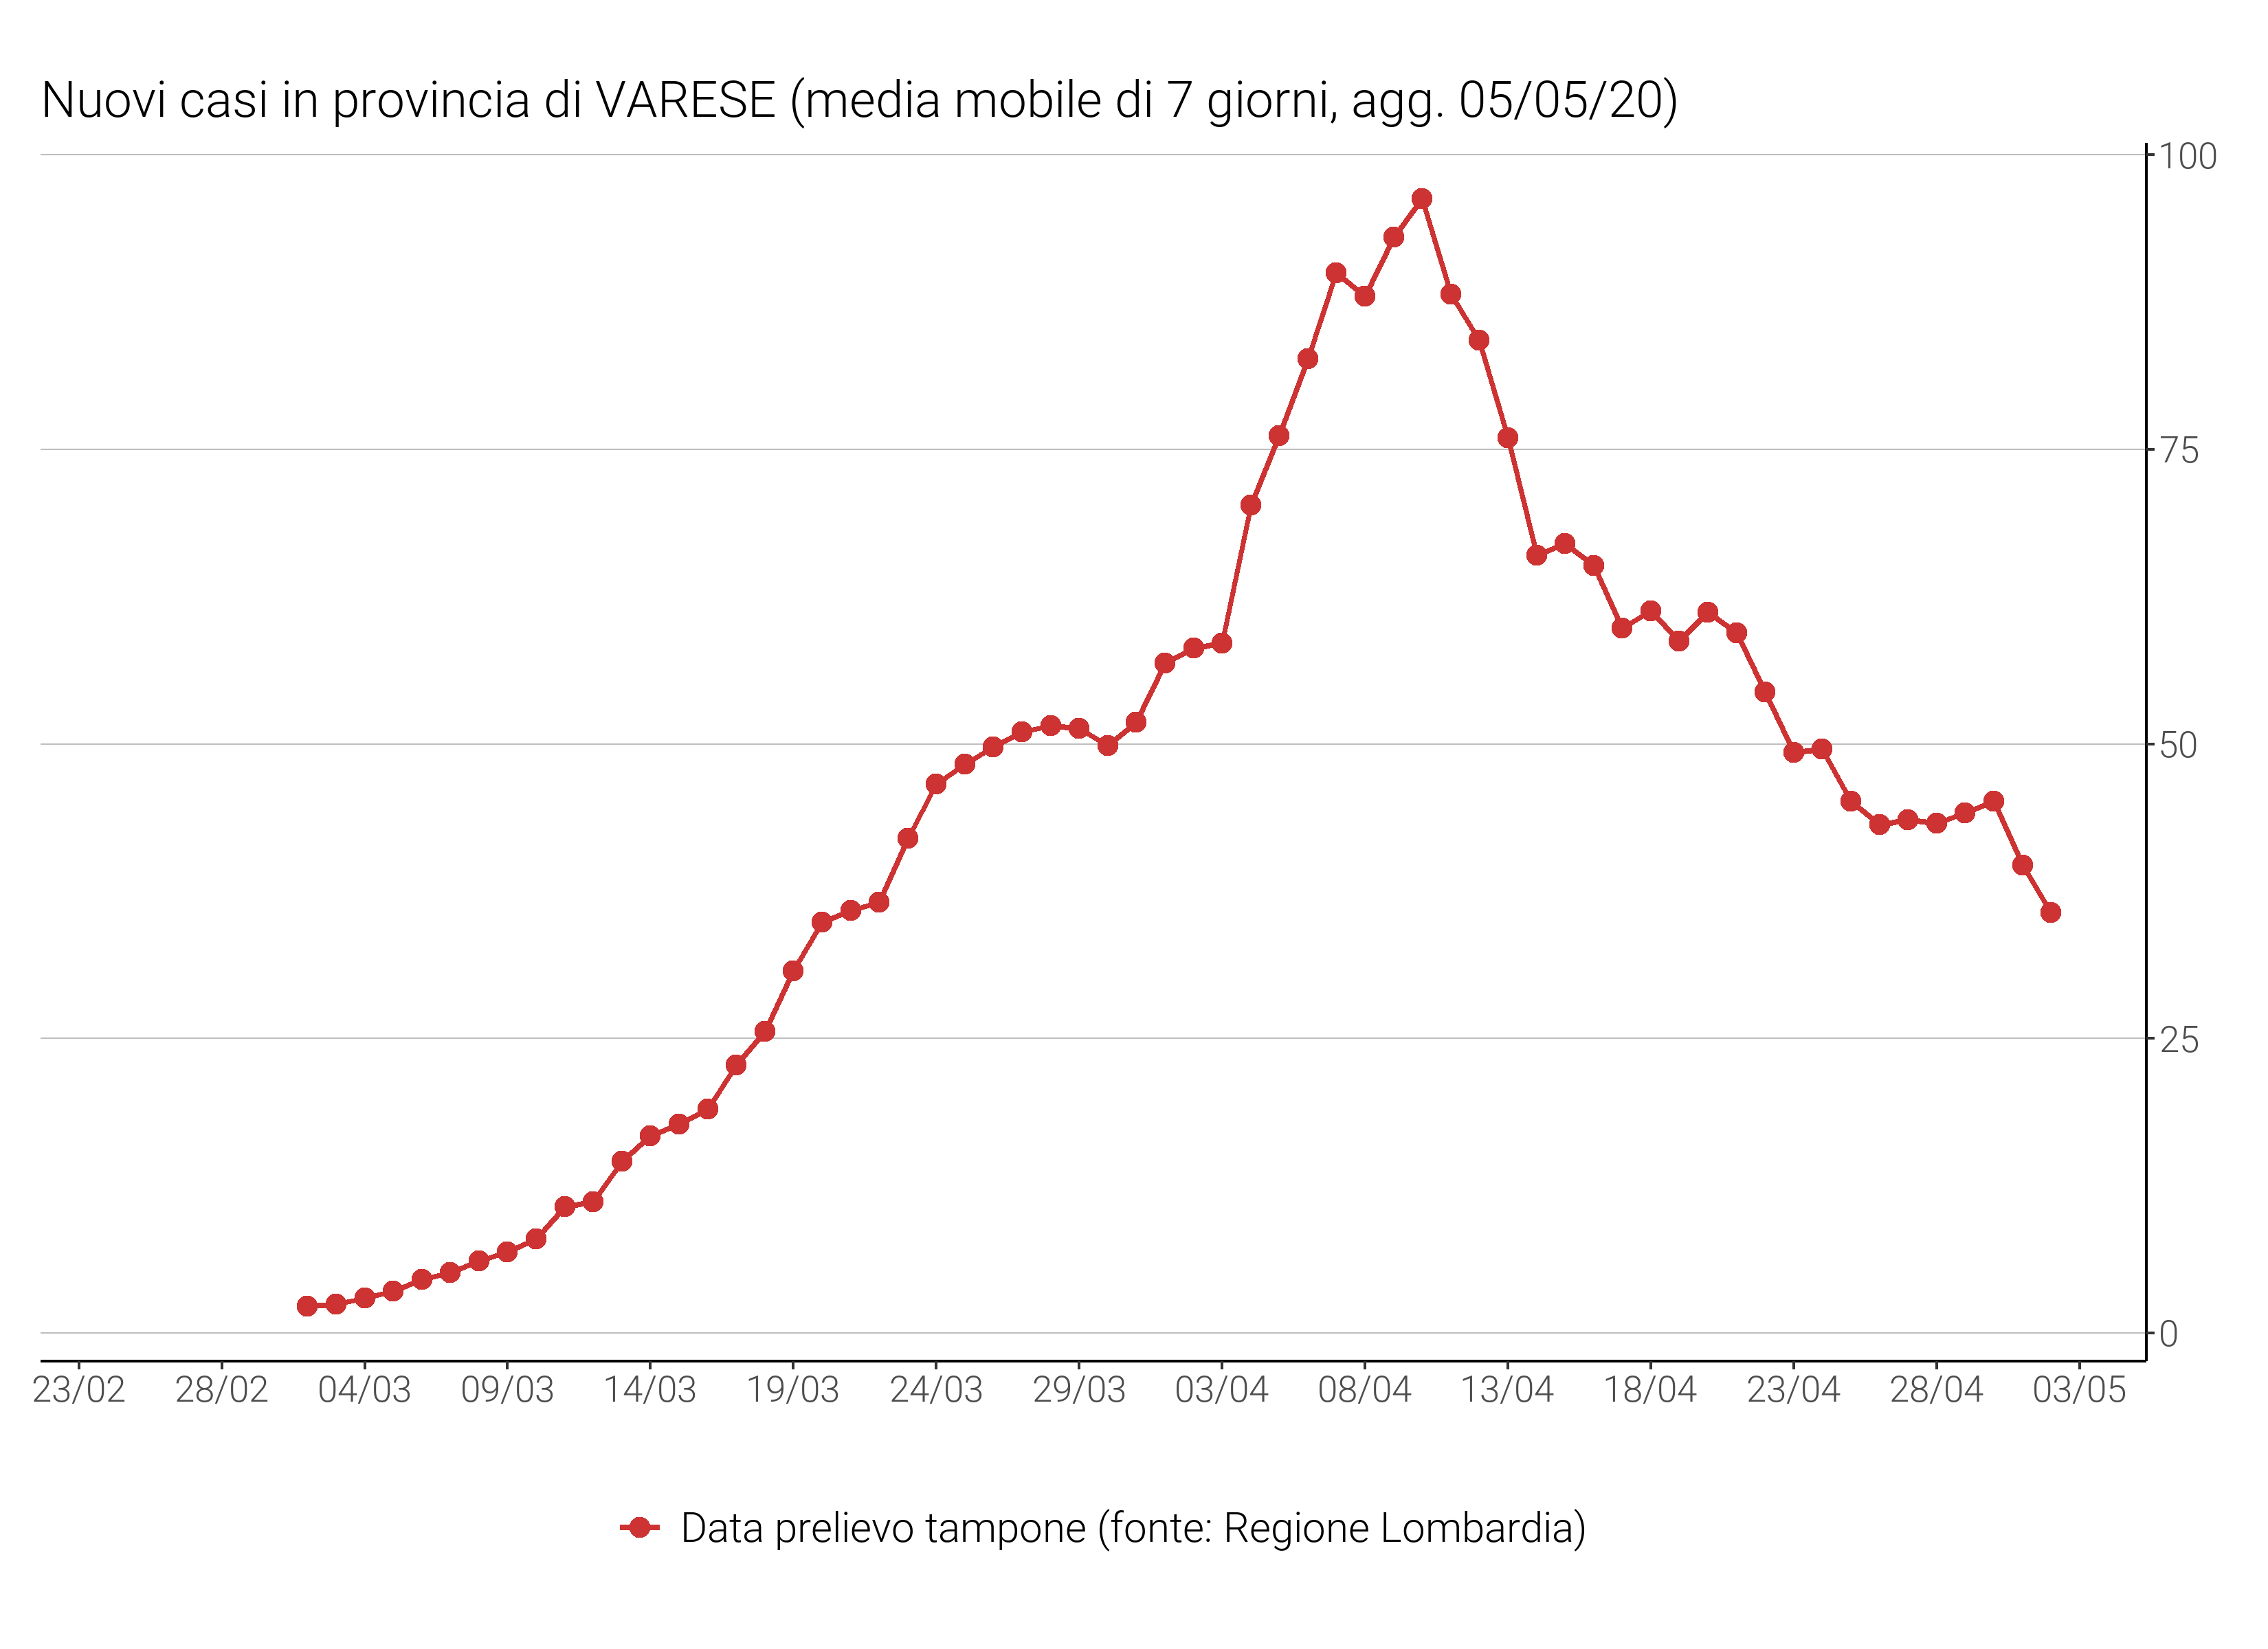 Nuovi casi in provincia di VARESE (media mobile di 7 giorni, agg. 05/05/20)
100
75
50
25
0
23/02 28/02 04/03 09/03 14/03 19/03 24/03 29/03 03/04 08/04 13/04 18/04 23/04 28/04 03/05
Data prelievo tampone (fonte: Regione Lombardia)